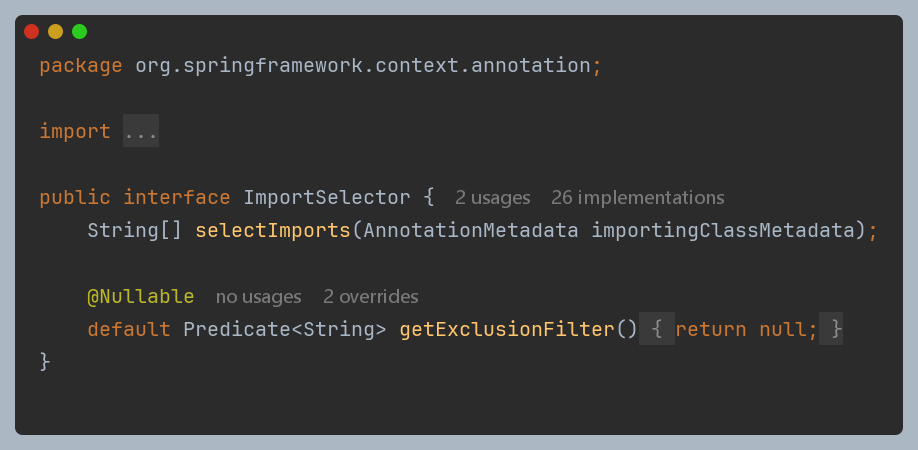 package org.springframework.context.annotation;
import ...
public interface ImportSelector { 2 usages 26 implementations
String[] selectImports(AnnotationMetadata importingClassMetadata);
@Nullable no usages 2 overrides
default Predicate<String> getExclusionFilter() { return null; }
}